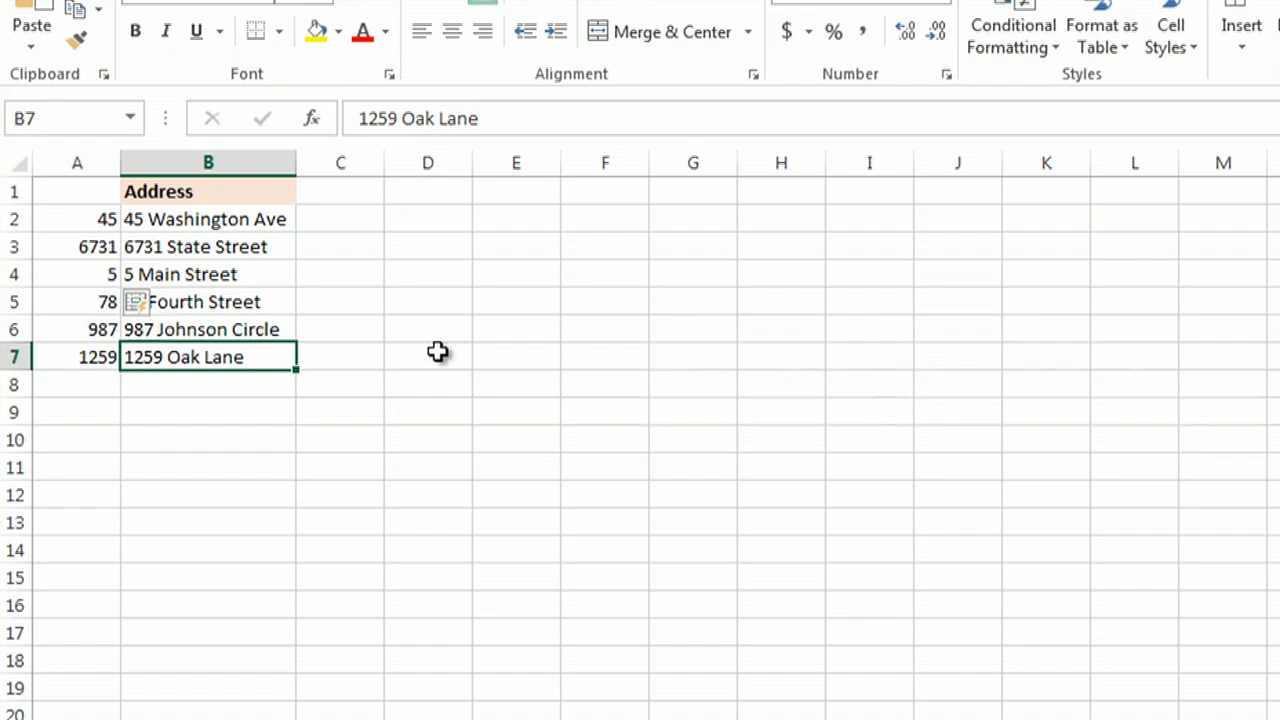 Paste
B I U
A
Merge & Center
$ % ,
Conditional Formatting
Format as Table
Cell Styles
Insert
Clipboard
Font
Alignment
Number
Styles
B7
fx
1259 Oak Lane
A B C D E F G H I J K L M
1 Address
2 45 45 Washington Ave
3 6731 6731 State Street
4 5 5 Main Street
5 78 Fourth Street
6 987 987 Johnson Circle
7 1259 1259 Oak Lane
8
9
10
11
12
13
14
15
16
17
18
19
20